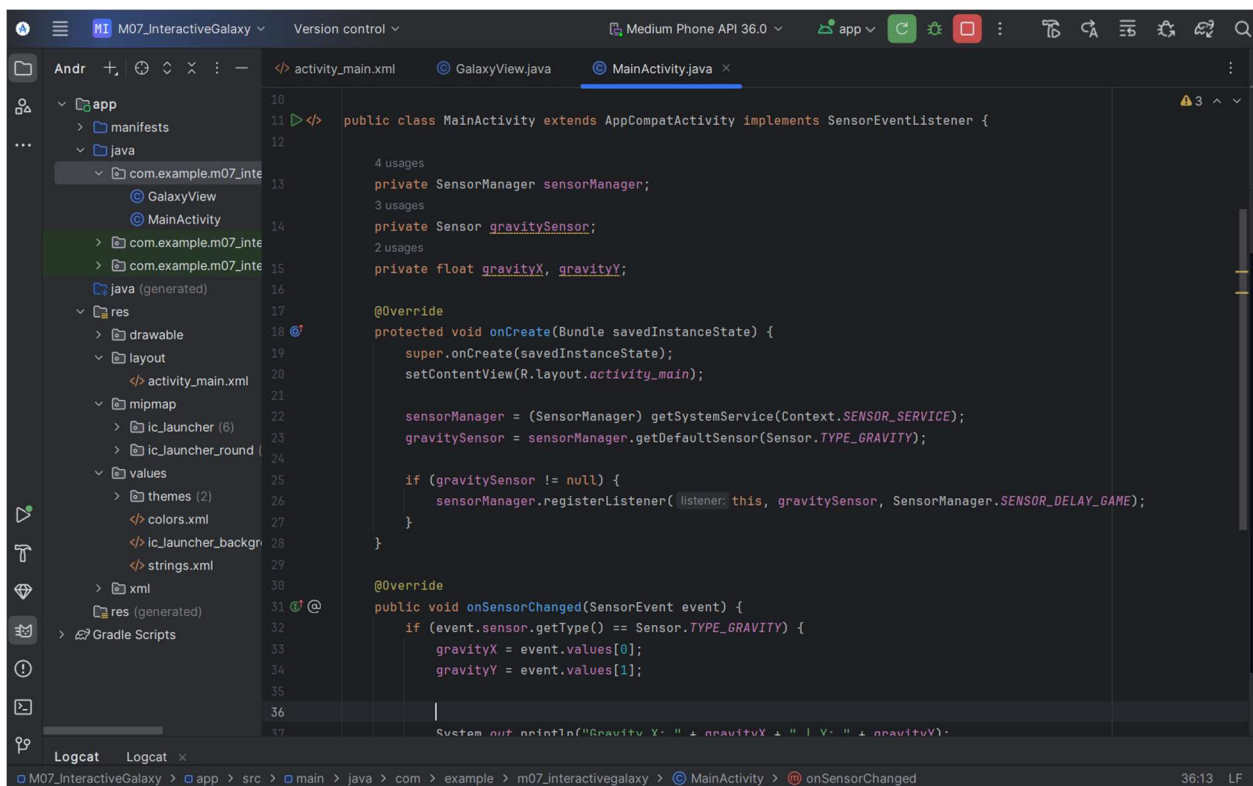 MI M07_InteractiveGalaxy Version control Medium Phone API 36.0 app
Andr activity_main.xml GalaxyView.java MainActivity.java
app
manifests
java
com.example.m07_inte
GalaxyView
MainActivity
com.example.m07_inte
com.example.m07_inte
java (generated)
res
drawable
layout
activity_main.xml
mipmap
ic_launcher (6)
ic_launcher_round (
values
themes (2)
colors.xml
ic_launcher_backgr
strings.xml
xml
res (generated)
Gradle Scripts
3
10
11 public class MainActivity extends AppCompatActivity implements SensorEventListener {
12
4 usages
13 private SensorManager sensorManager;
3 usages
14 private Sensor gravitySensor;
2 usages
15 private float gravityX, gravityY;
16
17 @Override
18 protected void onCreate(Bundle savedInstanceState) {
19 super.onCreate(savedInstanceState);
20 setContentView(R.layout.activity_main);
21
22 sensorManager = (SensorManager) getSystemService(Context.SENSOR_SERVICE);
23 gravitySensor = sensorManager.getDefaultSensor(Sensor.TYPE_GRAVITY);
24
25 if (gravitySensor != null) {
26 sensorManager.registerListener( listener: this, gravitySensor, SensorManager.SENSOR_DELAY_GAME);
27 }
28 }
29
30 @Override
31 public void onSensorChanged(SensorEvent event) {
32 if (event.sensor.getType() == Sensor.TYPE_GRAVITY) {
33 gravityX = event.values[0];
34 gravityY = event.values[1];
35
36
37 System.out.println("Gravity X: " + gravityX + " | Y: " + gravityY);
Logcat Logcat
M07_InteractiveGalaxy > app > src > main > java > com > example > m07_interactivegalaxy > MainActivity > onSensorChanged 36:13 LF